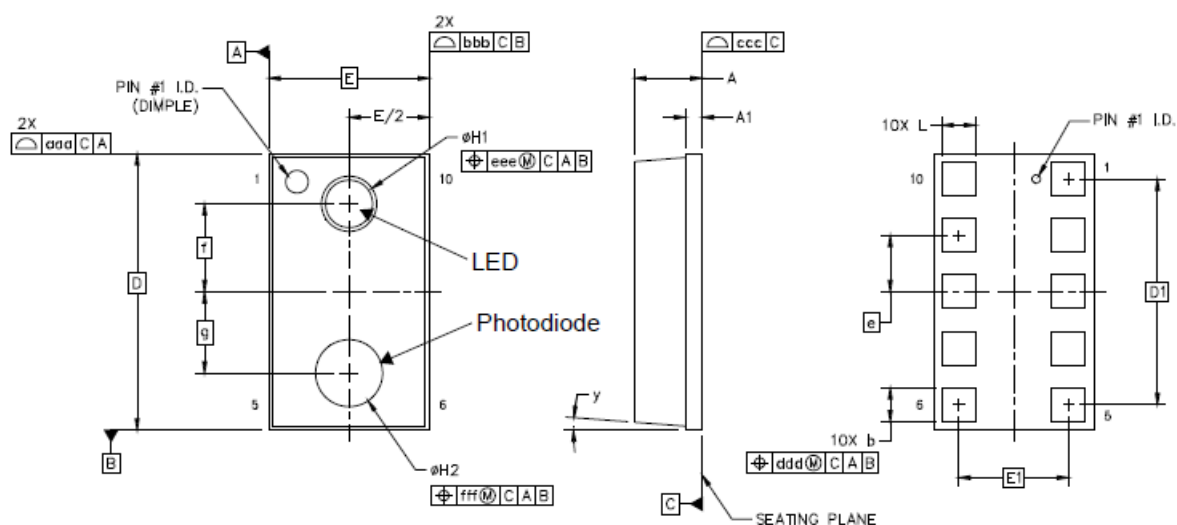 2X
⌓ bbb C B
A
E
PIN #1 I.D.
(DIMPLE)
E/2
2X
⌓ aaa C A
øH1
⌖ eee Ⓜ C A B
1
10
f
LED
D
g
Photodiode
5
6
B
øH2
⌖ fff Ⓜ C A B
⌓ ccc C
A
A1
y
C
SEATING PLANE
10X L
PIN #1 I.D.
10
1
e
D1
6
10X b
⌖ ddd Ⓜ C A B
E1